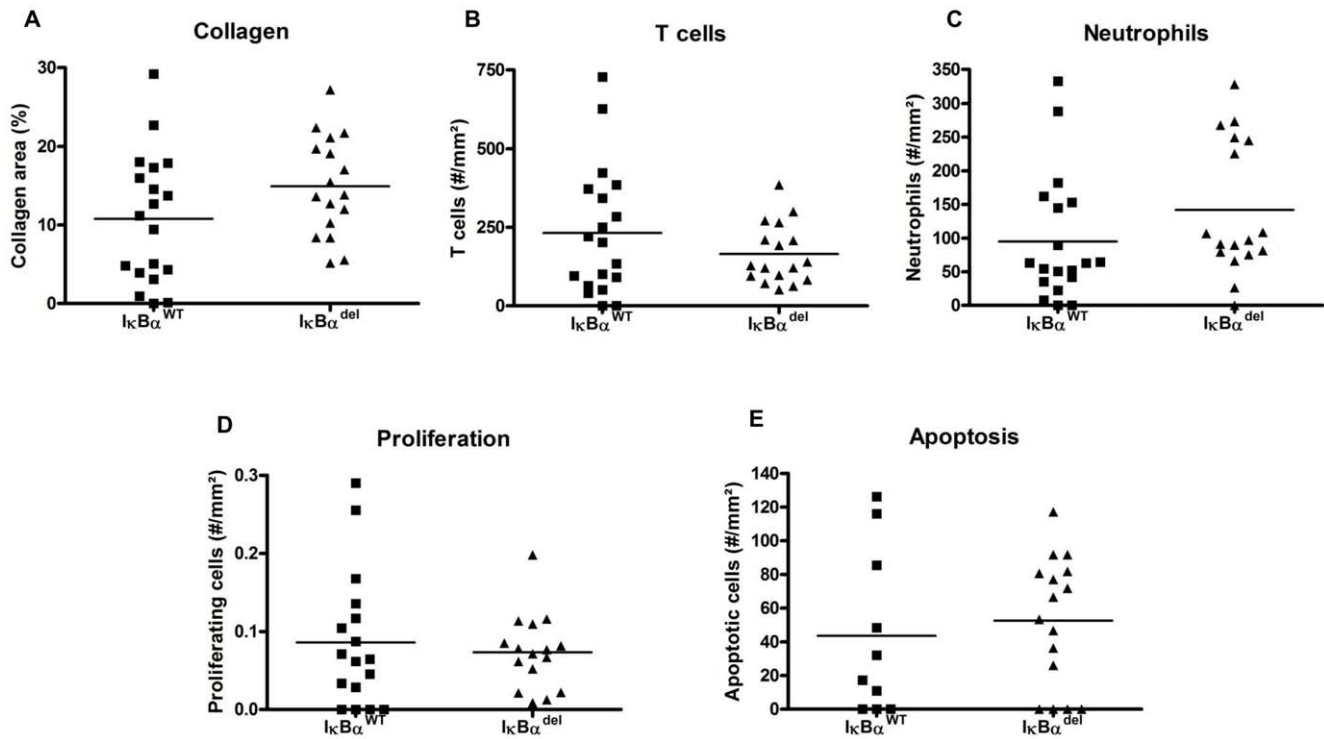 A
Collagen
Collagen area (%)
30
20
10
0
IκBα^WT
IκBα^del
B
T cells
T cells (#/mm²)
750
500
250
0
IκBα^WT
IκBα^del
C
Neutrophils
Neutrophils (#/mm²)
350
300
250
200
150
100
50
0
IκBα^WT
IκBα^del
D
Proliferation
Proliferating cells (#/mm²)
0.3
0.2
0.1
0.0
IκBα^WT
IκBα^del
E
Apoptosis
Apoptotic cells (#/mm²)
140
120
100
80
60
40
20
0
IκBα^WT
IκBα^del